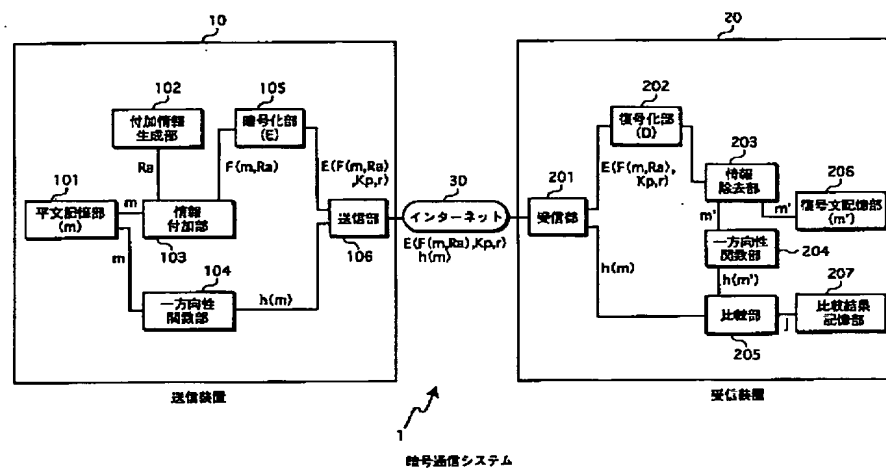 10
20
102
付加情報
生成部
105
暗号化部
(E)
202
復号化部
(D)
203
情報
除去部
Ra
F(m,Ra)
E(F(m,Ra)
,Kp,r)
E(F(m,Ra),
Kp,r)
101
平文記憶部
(m)
m
情報
付加部
103
送信部
106
30
インターネット
E(F(m,Ra),Kp,r)
h(m)
201
受信部
206
復号文記憶部
(m')
m'
m'
一方向性
関数部
204
m
104
一方向性
関数部
h(m)
h(m)
h(m')
207
比較部
205
J
比較結果
記憶部
送信装置
受信装置
1
暗号通信システム